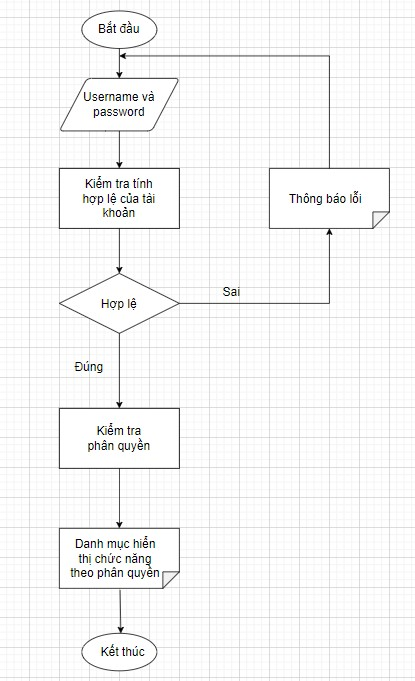 Bắt đầu
Username và
password
Kiểm tra tính
hợp lệ của tài
khoản
Thông báo lỗi
Hợp lệ
Sai
Đúng
Kiểm tra
phân quyền
Danh mục hiển
thị chức năng
theo phân quyền
Kết thúc